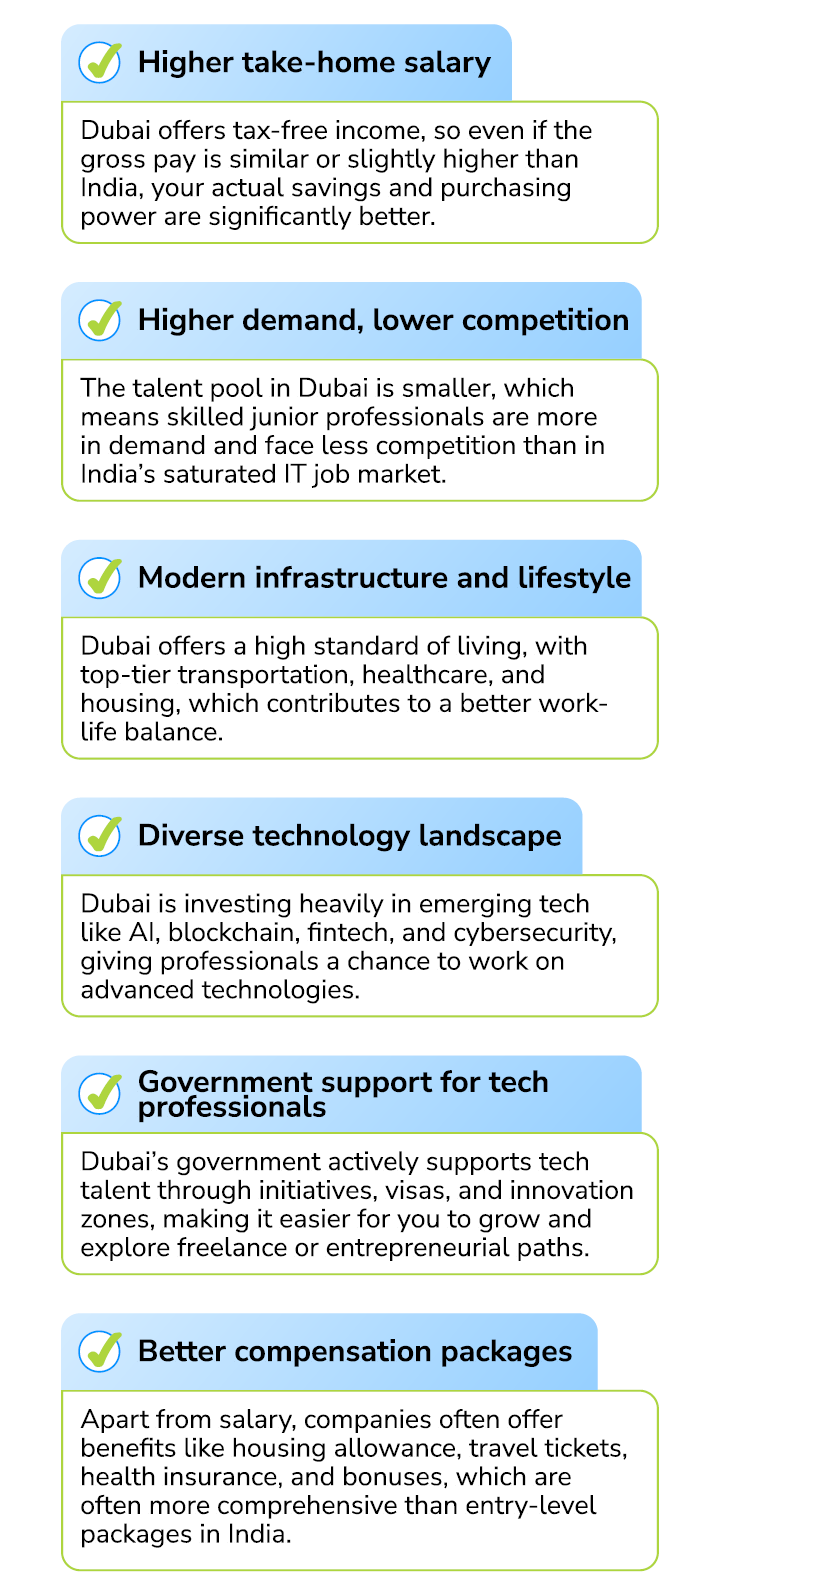 Higher take-home salary
Dubai offers tax-free income, so even if the
gross pay is similar or slightly higher than
India, your actual savings and purchasing
power are significantly better.
Higher demand, lower competition
The talent pool in Dubai is smaller, which
means skilled junior professionals are more
in demand and face less competition than in
India’s saturated IT job market.
Modern infrastructure and lifestyle
Dubai offers a high standard of living, with
top-tier transportation, healthcare, and
housing, which contributes to a better work-
life balance.
Diverse technology landscape
Dubai is investing heavily in emerging tech
like AI, blockchain, fintech, and cybersecurity,
giving professionals a chance to work on
advanced technologies.
Government support for tech
professionals
Dubai’s government actively supports tech
talent through initiatives, visas, and innovation
zones, making it easier for you to grow and
explore freelance or entrepreneurial paths.
Better compensation packages
Apart from salary, companies often offer
benefits like housing allowance, travel tickets,
health insurance, and bonuses, which are
often more comprehensive than entry-level
packages in India.